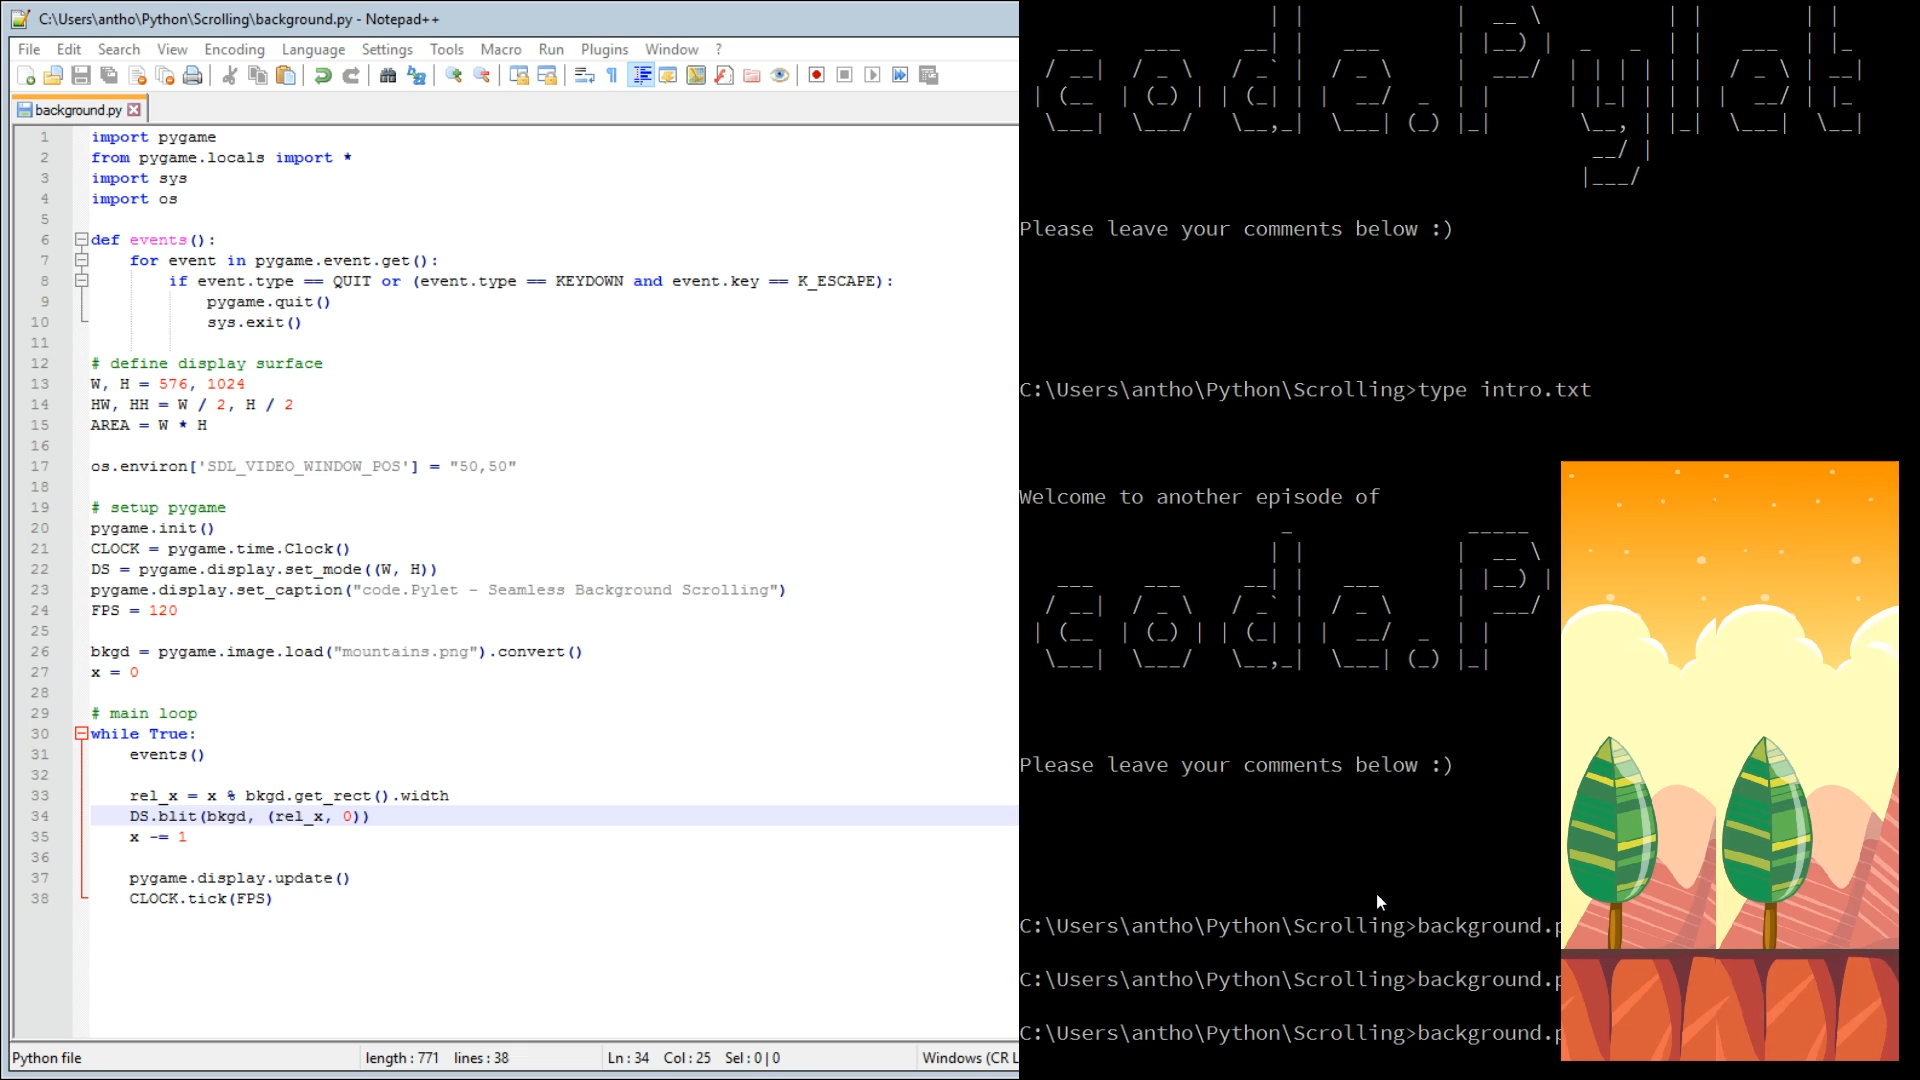 C:\Users\antho\Python\Scrolling\background.py - Notepad++
File Edit Search View Encoding Language Settings Tools Macro Run Plugins Window ?
background.py
1 import pygame
2 from pygame.locals import *
3 import sys
4 import os
5
6 def events():
7 for event in pygame.event.get():
8 if event.type == QUIT or (event.type == KEYDOWN and event.key == K_ESCAPE):
9 pygame.quit()
10 sys.exit()
11
12 # define display surface
13 W, H = 576, 1024
14 HW, HH = W / 2, H / 2
15 AREA = W * H
16
17 os.environ['SDL_VIDEO_WINDOW_POS'] = "50,50"
18
19 # setup pygame
20 pygame.init()
21 CLOCK = pygame.time.Clock()
22 DS = pygame.display.set_mode((W, H))
23 pygame.display.set_caption("code.Pylet - Seamless Background Scrolling")
24 FPS = 120
25
26 bkgd = pygame.image.load("mountains.png").convert()
27 x = 0
28
29 # main loop
30 while True:
31 events()
32
33 rel_x = x % bkgd.get_rect().width
34 DS.blit(bkgd, (rel_x, 0))
35 x -= 1
36
37 pygame.display.update()
38 CLOCK.tick(FPS)
Python file length : 771 lines : 38 Ln : 34 Col : 25 Sel : 0 | 0 Windows (CR L
code.Pylet
Please leave your comments below :)
C:\Users\antho\Python\Scrolling>type intro.txt
Welcome to another episode of
code.P
Please leave your comments below :)
C:\Users\antho\Python\Scrolling>background.p
C:\Users\antho\Python\Scrolling>background.p
C:\Users\antho\Python\Scrolling>background.p